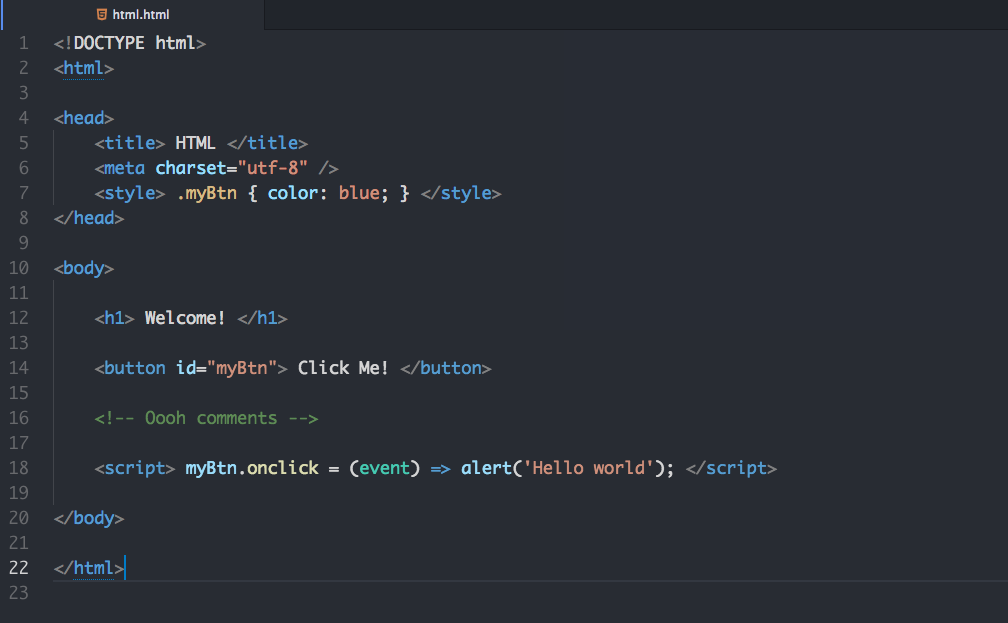 html.html
1 <!DOCTYPE html>
2 <html>
3
4 <head>
5     <title> HTML </title>
6     <meta charset="utf-8" />
7     <style> .myBtn { color: blue; } </style>
8 </head>
9
10 <body>
11
12     <h1> Welcome! </h1>
13
14     <button id="myBtn"> Click Me! </button>
15
16     <!-- Oooh comments -->
17
18     <script> myBtn.onclick = (event) => alert('Hello world'); </script>
19
20 </body>
21
22 </html>
23